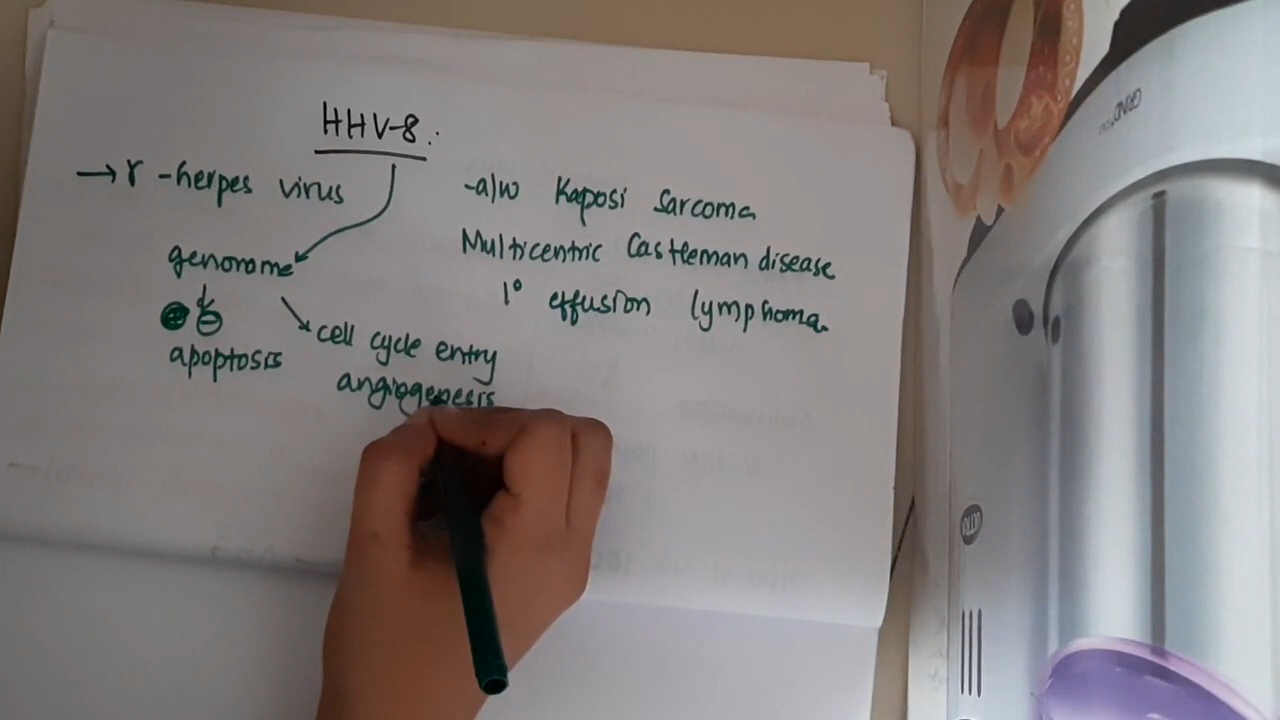 HHV-8:
→ γ -herpes virus
genorome
⊖
apoptosis
cell cycle entry
angiogenesis
-a/w Kaposi Sarcoma
Multicentric Castleman disease
1° effusion lymphoma.